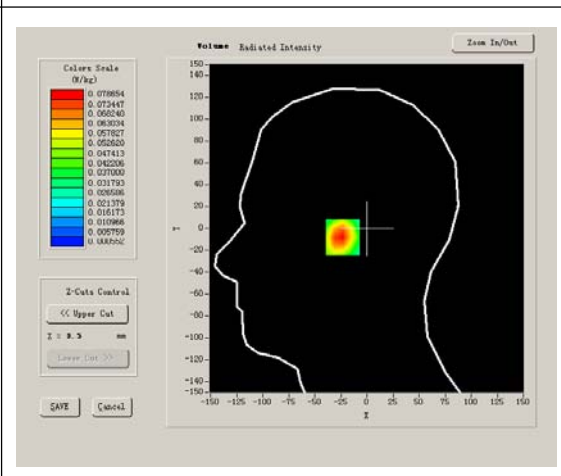 Volume Radiated Intensity
Zoom In/Out
Colors Scale
(W/kg)
0.078654
0.073447
0.068240
0.063034
0.057827
0.052620
0.047413
0.042206
0.037000
0.031793
0.026586
0.021379
0.016173
0.010966
0.005759
0.000552
Z-Cuts Control
<< Upper Cut
mm
Lower Cut >>
SAVE
Cancel
150
140
120
100
80
60
40
20
0
-20
-40
-60
-80
-100
-120
-140
-150
Y
-150 -125 -100 -75 -50 -25 0 25 50 75 100 125 150
X